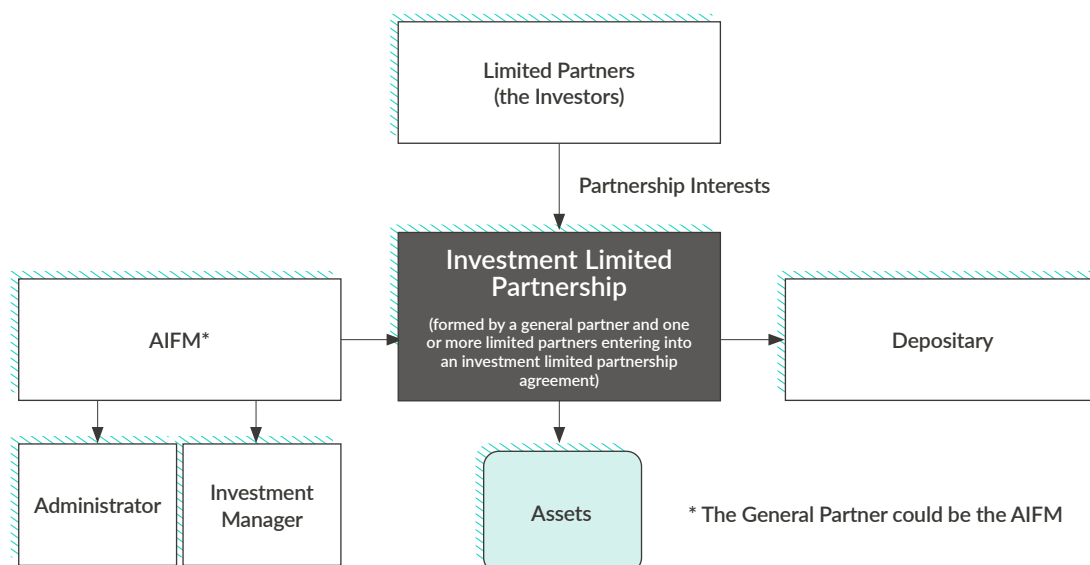 Limited Partners
(the Investors)
Partnership Interests
Investment Limited
Partnership
(formed by a general partner and one
or more limited partners entering into
an investment limited partnership
agreement)
AIFM*
Depositary
Administrator
Investment
Manager
Assets
* The General Partner could be the AIFM